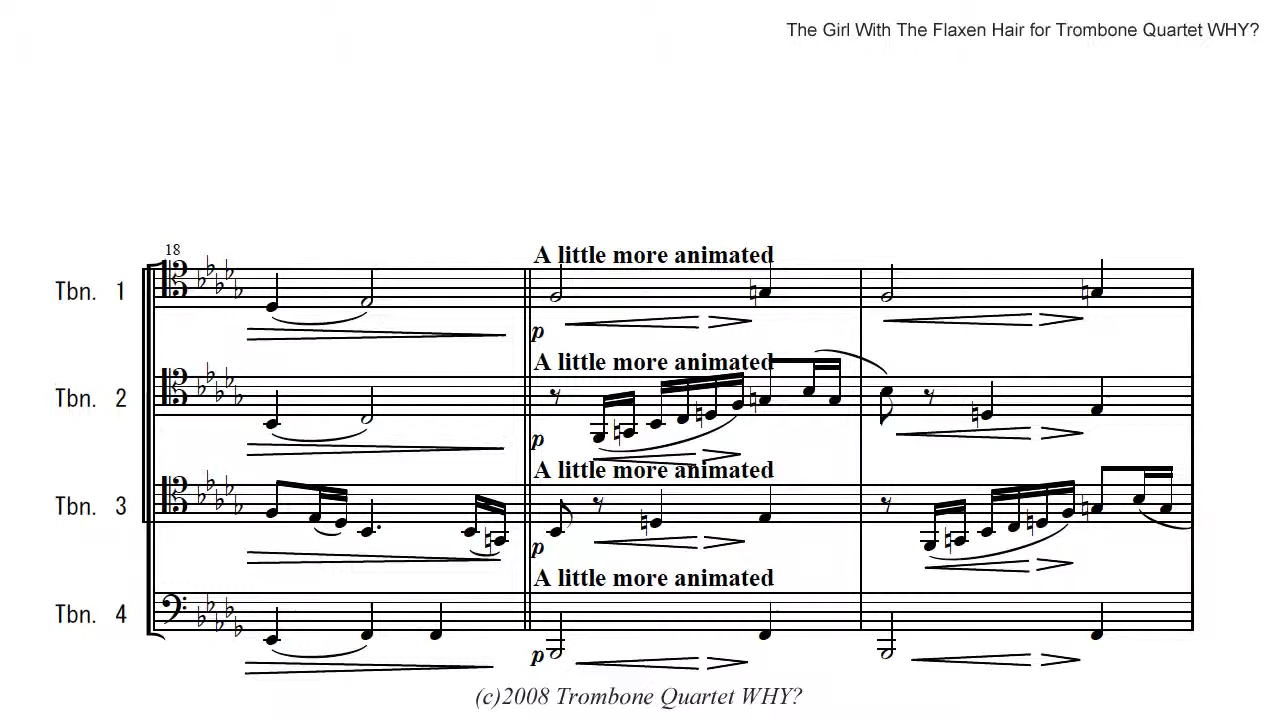 The Girl With The Flaxen Hair for Trombone Quartet WHY?
18
A little more animated
Tbn. 1
p
A little more animated
Tbn. 2
p
A little more animated
Tbn. 3
p
A little more animated
Tbn. 4
p
(c)2008 Trombone Quartet WHY?